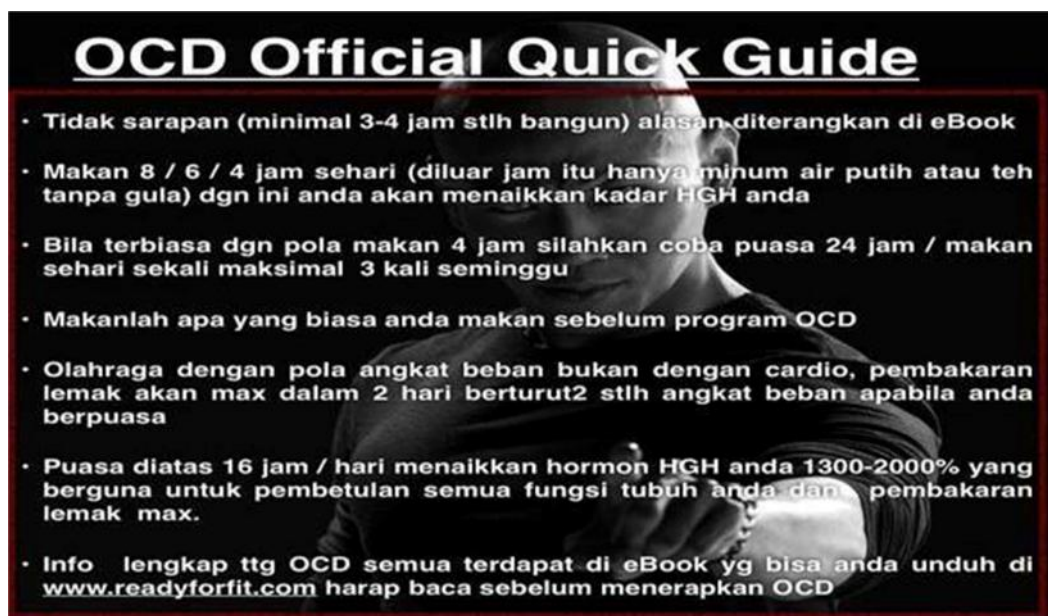 OCD Official Quick Guide
• Tidak sarapan (minimal 3-4 jam stlh bangun) alasan diterangkan di eBook
• Makan 8 / 6 / 4 jam sehari (diluar jam itu hanya minum air putih atau teh
tanpa gula) dgn ini anda akan menaikkan kadar HGH anda
• Bila terbiasa dgn pola makan 4 jam silahkan coba puasa 24 jam / makan
sehari sekali maksimal 3 kali seminggu
• Makanlah apa yang biasa anda makan sebelum program OCD
• Olahraga dengan pola angkat beban bukan dengan cardio, pembakaran
lemak akan max dalam 2 hari berturut2 stlh angkat beban apabila anda
berpuasa
• Puasa diatas 16 jam / hari menaikkan hormon HGH anda 1300-2000% yang
berguna untuk pembetulan semua fungsi tubuh anda dan pembakaran
lemak max.
• Info lengkap ttg OCD semua terdapat di eBook yg bisa anda unduh di
www.readyforfit.com harap baca sebelum menerapkan OCD